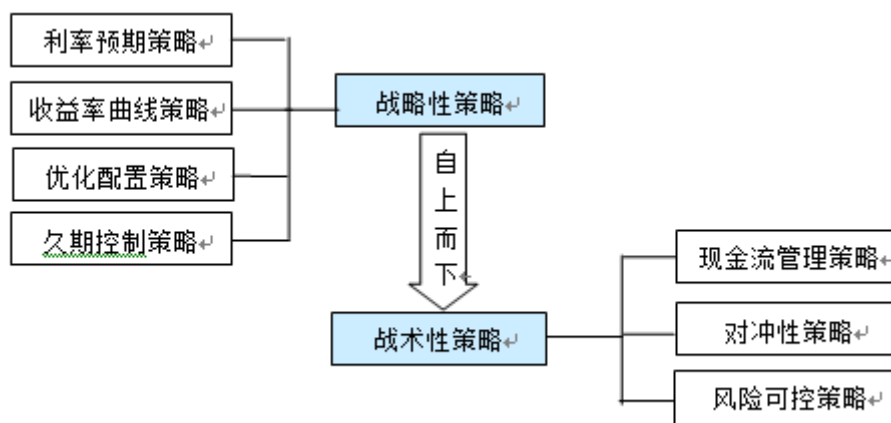 利率预期策略
收益率曲线策略
优化配置策略
久期控制策略
战略性策略
自
上
而
下
战术性策略
现金流管理策略
对冲性策略
风险可控策略